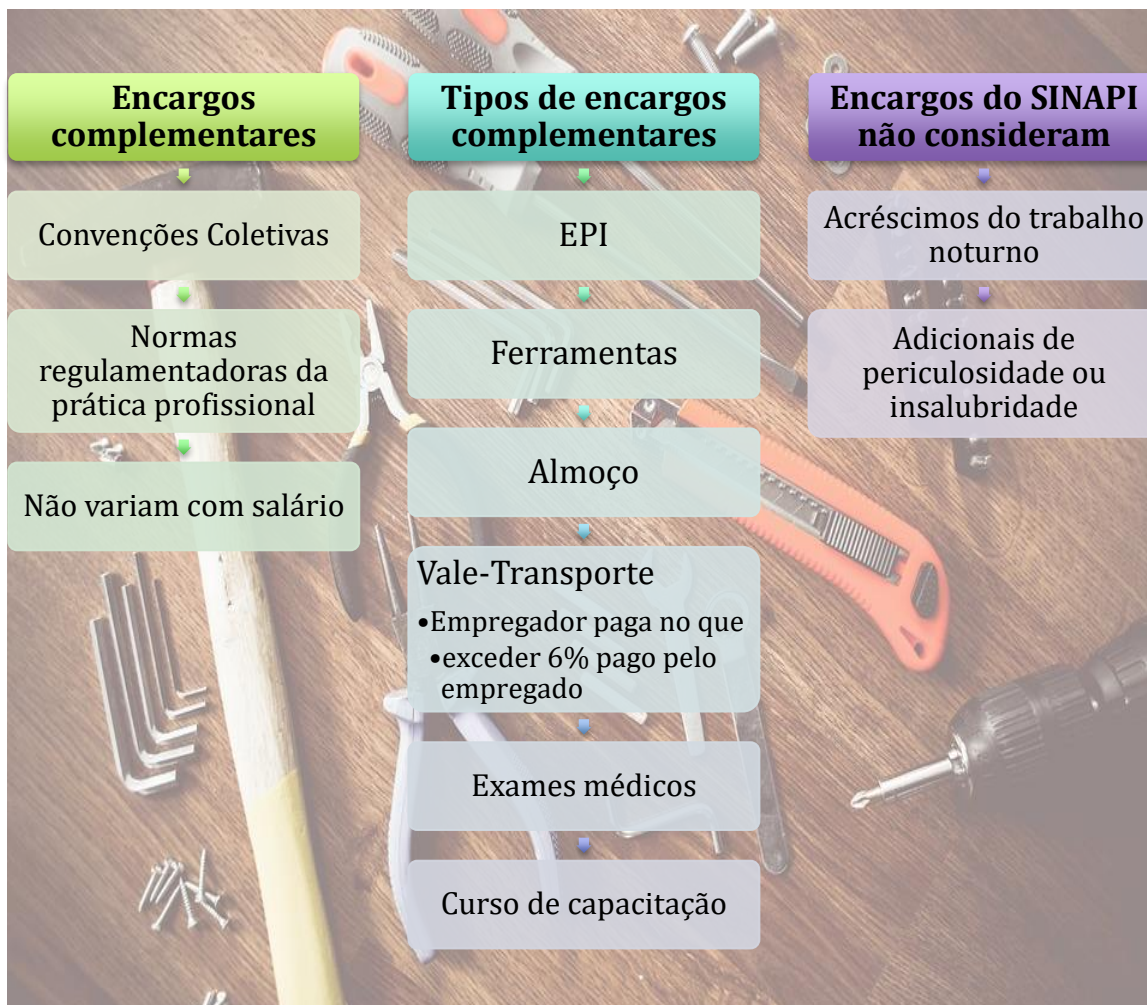 Encargos
complementares
Convenções Coletivas
Normas
regulamentadoras da
prática profissional
Não variam com salário
Tipos de encargos
complementares
EPI
Ferramentas
Almoço
Vale-Transporte
•Empregador paga no que
•exceder 6% pago pelo
empregado
Exames médicos
Curso de capacitação
Encargos do SINAPI
não consideram
Acréscimos do trabalho
noturno
Adicionais de
periculosidade ou
insalubridade